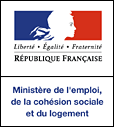 Liberté • Égalité • Fraternité
RÉPUBLIQUE FRANÇAISE
Ministère de l'emploi,
de la cohésion sociale
et du logement